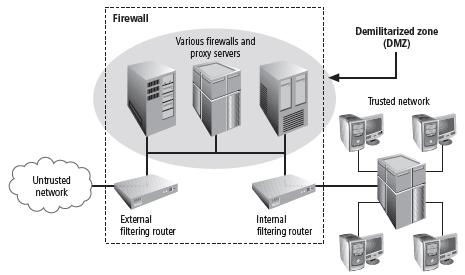 Firewall
Various firewalls and
proxy servers
Demilitarized zone
(DMZ)
Trusted network
Untrusted
network
External
filtering router
Internal
filtering router